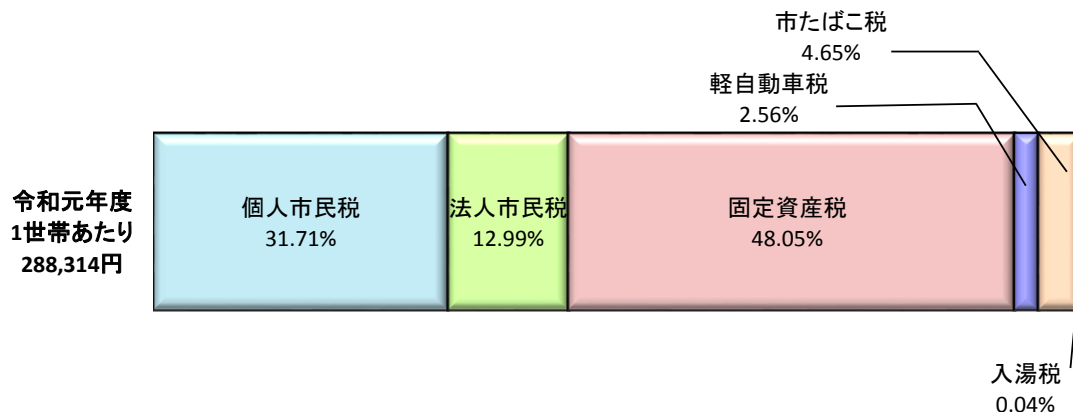 市たばこ税
4.65%
軽自動車税
2.56%
令和元年度
1世帯あたり
288,314円
個人市民税
31.71%
法人市民税
12.99%
固定資産税
48.05%
入湯税
0.04%